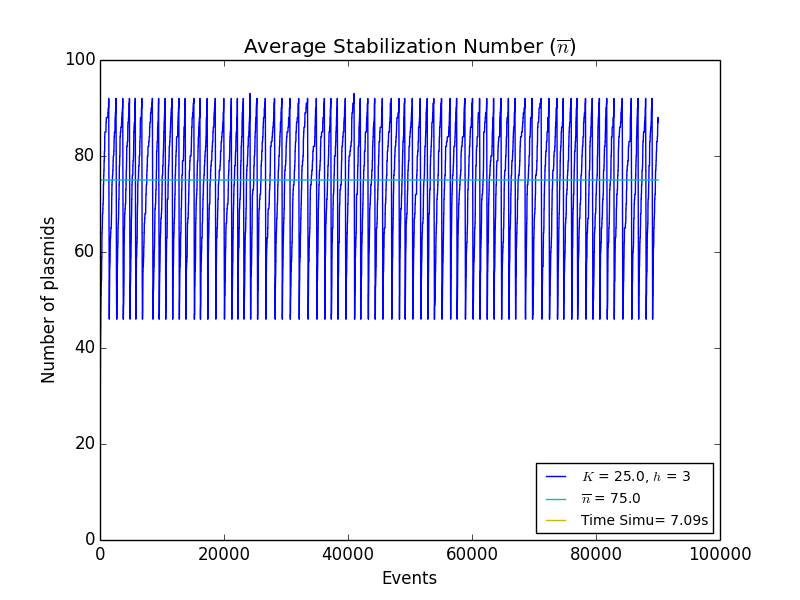 Average Stabilization Number (n̅)
100
80
60
40
20
0
Number of plasmids
0 20000 40000 60000 80000 100000
Events
K = 25.0, h = 3
n̅ = 75.0
Time Simu= 7.09s